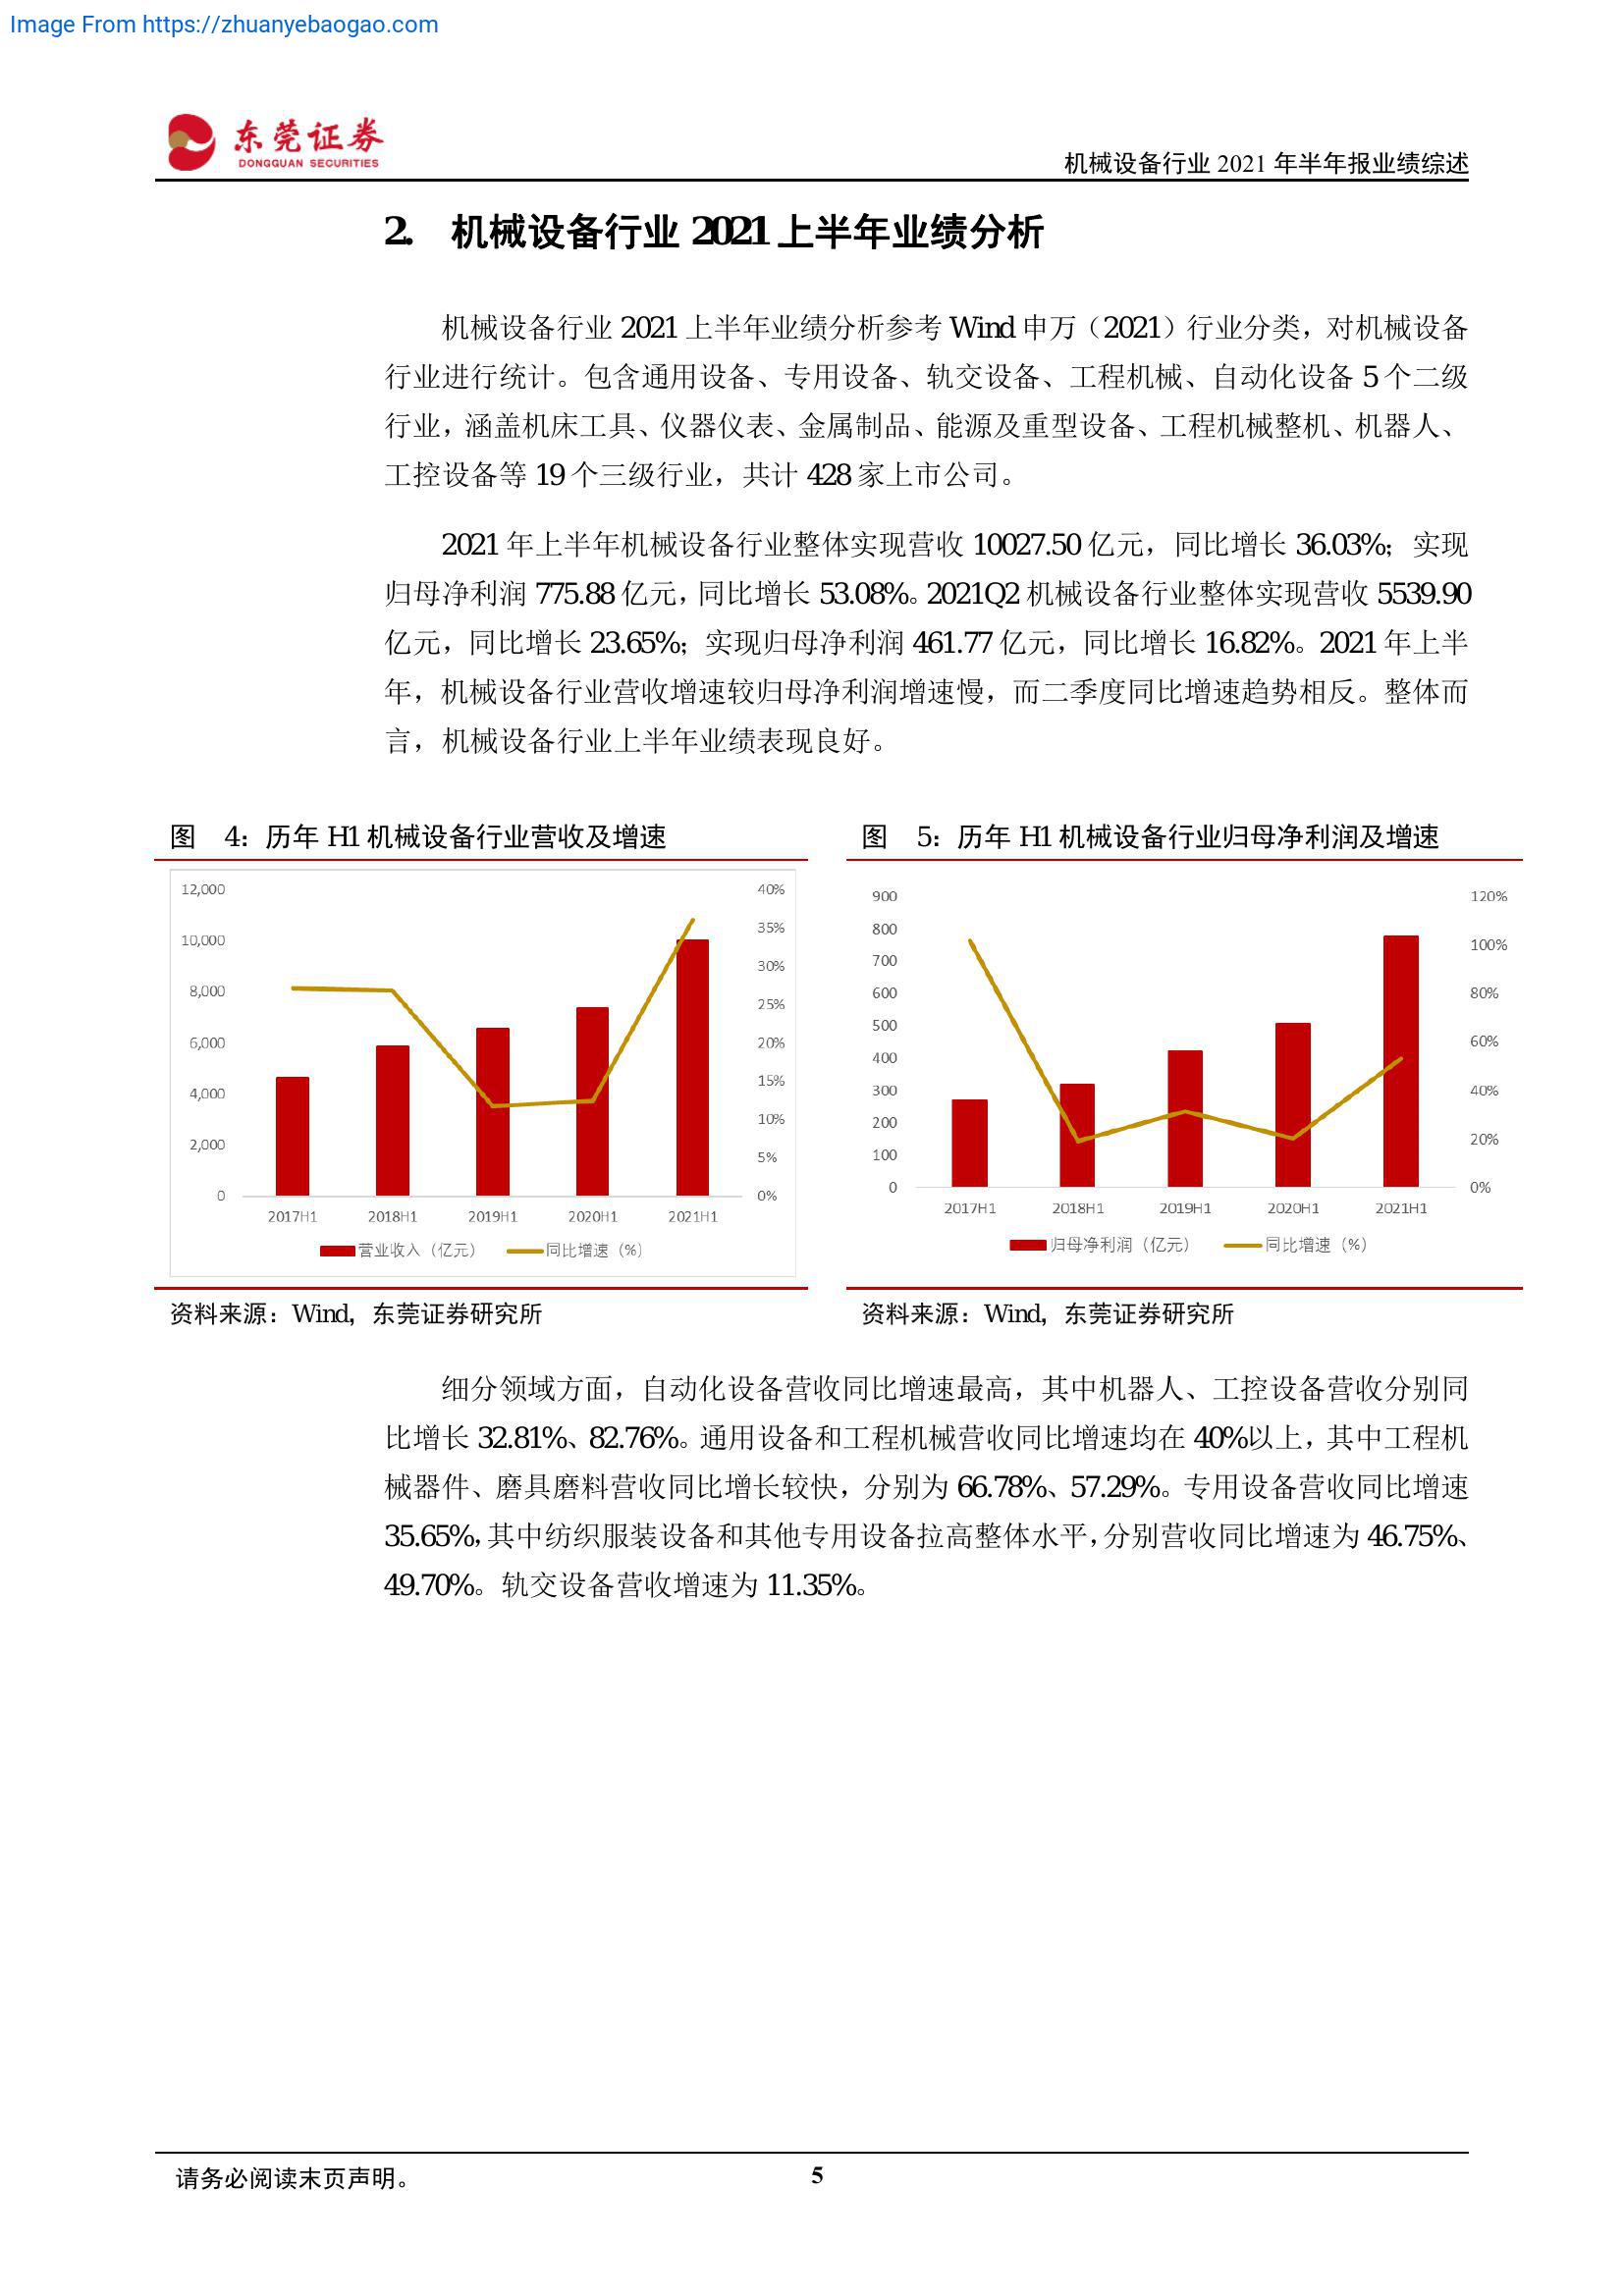 Image From https://zhuanyebaogao.com
东莞证券
DONGGUAN SECURITIES
机械设备行业 2021 年半年报业绩综述
2. 机械设备行业 2021 上半年业绩分析
机械设备行业 2021 上半年业绩分析参考 Wind 申万（2021）行业分类，对机械设备
行业进行统计。包含通用设备、专用设备、轨交设备、工程机械、自动化设备 5 个二级
行业，涵盖机床工具、仪器仪表、金属制品、能源及重型设备、工程机械整机、机器人、
工控设备等 19 个三级行业，共计 428 家上市公司。
2021 年上半年机械设备行业整体实现营收 10027.50 亿元，同比增长 36.03%；实现
归母净利润 775.88 亿元，同比增长 53.08%。2021Q2 机械设备行业整体实现营收 5539.90
亿元，同比增长 23.65%；实现归母净利润 461.77 亿元，同比增长 16.82%。2021 年上半
年，机械设备行业营收增速较归母净利润增速慢，而二季度同比增速趋势相反。整体而
言，机械设备行业上半年业绩表现良好。
图 4：历年 H1 机械设备行业营收及增速
12,000
10,000
8,000
6,000
4,000
2,000
0
40%
35%
30%
25%
20%
15%
10%
5%
0%
2017H1 2018H1 2019H1 2020H1 2021H1
营业收入（亿元） 同比增速（%）
资料来源：Wind，东莞证券研究所
图 5：历年 H1 机械设备行业归母净利润及增速
900
800
700
600
500
400
300
200
100
0
120%
100%
80%
60%
40%
20%
0%
2017H1 2018H1 2019H1 2020H1 2021H1
归母净利润（亿元） 同比增速（%）
资料来源：Wind，东莞证券研究所
细分领域方面，自动化设备营收同比增速最高，其中机器人、工控设备营收分别同
比增长 32.81%、82.76%。通用设备和工程机械营收同比增速均在 40%以上，其中工程机
械器件、磨具磨料营收同比增长较快，分别为 66.78%、57.29%。专用设备营收同比增速
35.65%，其中纺织服装设备和其他专用设备拉高整体水平，分别营收同比增速为 46.75%、
49.70%。轨交设备营收增速为 11.35%。
请务必阅读末页声明。
5